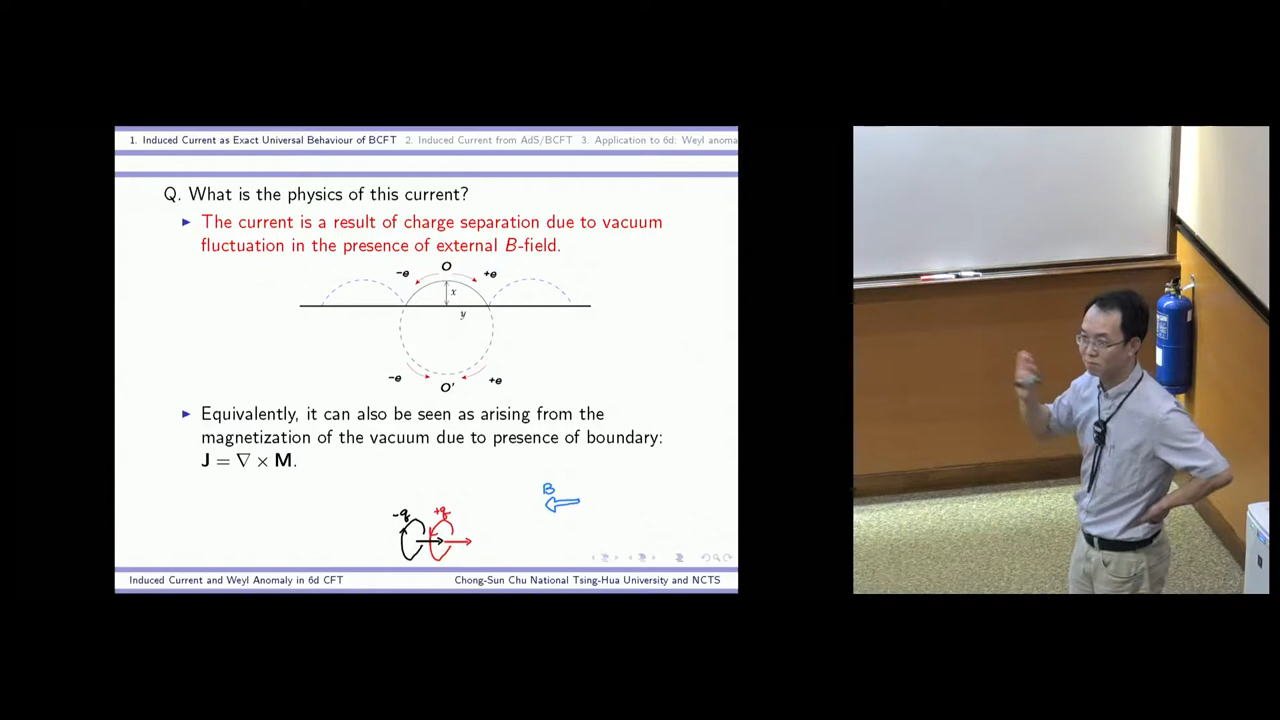 1. Induced Current as Exact Universal Behaviour of BCFT 2. Induced Current from AdS/BCFT 3. Application to 6d: Weyl anoma
Q. What is the physics of this current?
The current is a result of charge separation due to vacuum
fluctuation in the presence of external B-field.
-e O +e
x
y
-e O' +e
Equivalently, it can also be seen as arising from the
magnetization of the vacuum due to presence of boundary:
J = ∇ × M.
B
-q +q
Induced Current and Weyl Anomaly in 6d CFT Chong-Sun Chu National Tsing-Hua University and NCTS